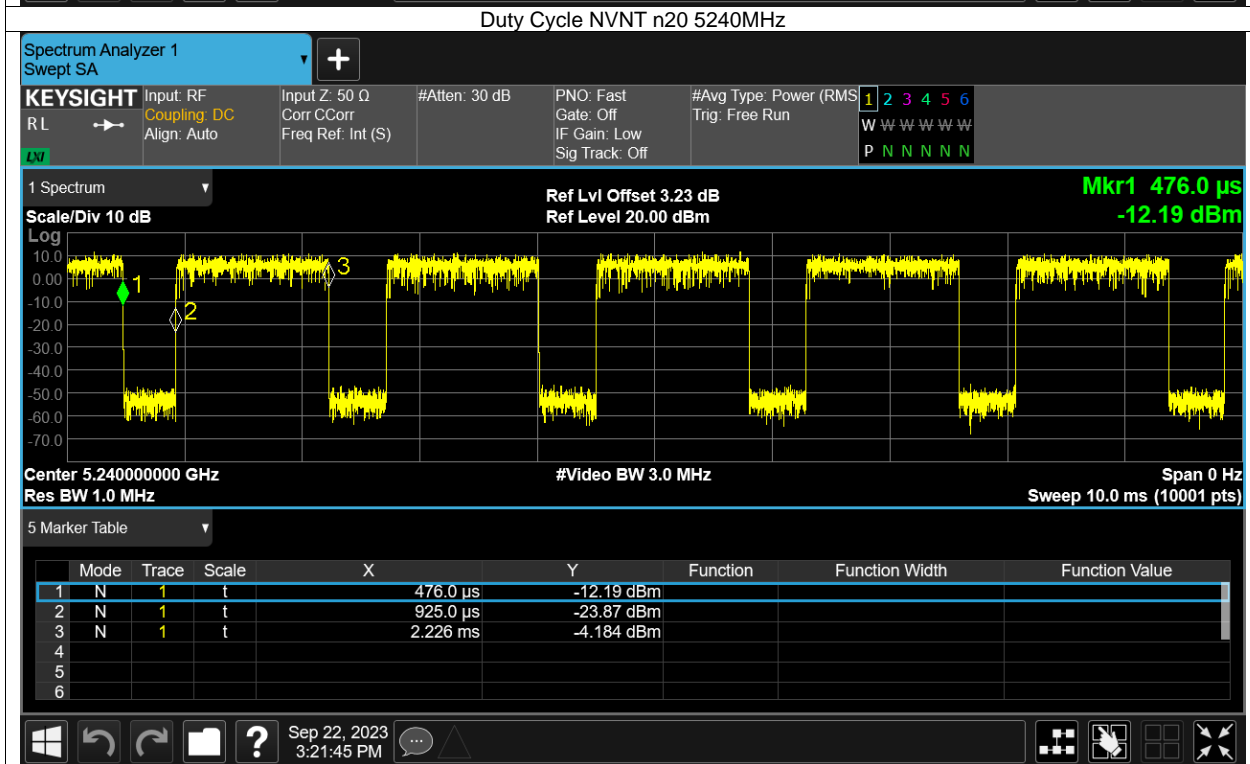 Duty Cycle NVNT n20 5240MHz
Spectrum Analyzer 1
Swept SA
KEYSIGHT Input: RF Input Z: 50 Ω #Atten: 30 dB PNO: Fast #Avg Type: Power (RMS 1 2 3 4 5 6
R L Coupling: DC Corr CCorr Gate: Off Trig: Free Run
Align: Auto Freq Ref: Int (S) IF Gain: Low W W W W W W
LXI Sig Track: Off P N N N N N
1 Spectrum Ref Lvl Offset 3.23 dB Mkr1 476.0 µs
Scale/Div 10 dB Ref Level 20.00 dBm -12.19 dBm
Log
10.0
0.00
-10.0
-20.0
-30.0
-40.0
-50.0
-60.0
-70.0
1
2
3
Center 5.240000000 GHz #Video BW 3.0 MHz Span 0 Hz
Res BW 1.0 MHz Sweep 10.0 ms (10001 pts)
5 Marker Table
Mode Trace Scale X Y Function Function Width Function Value
1 N 1 t 476.0 µs -12.19 dBm
2 N 1 t 925.0 µs -23.87 dBm
3 N 1 t 2.226 ms -4.184 dBm
4
5
6
? Sep 22, 2023
3:21:45 PM